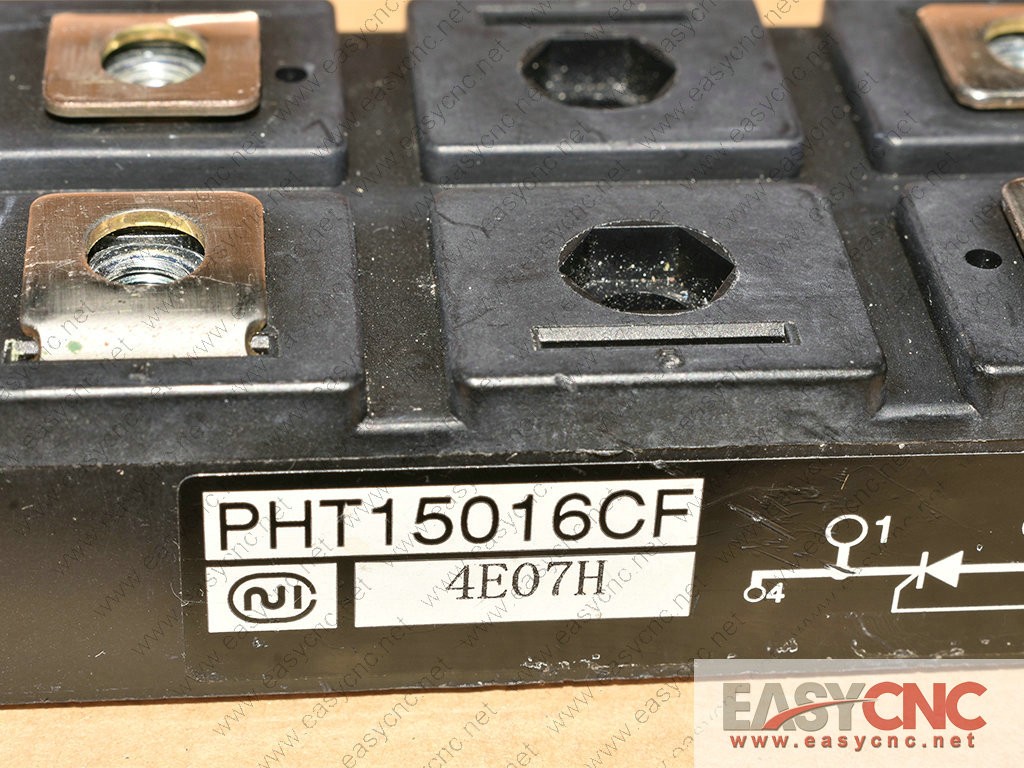 PHT15016CF
4E07H
1
4
EASYCNC
www.easycnc.net